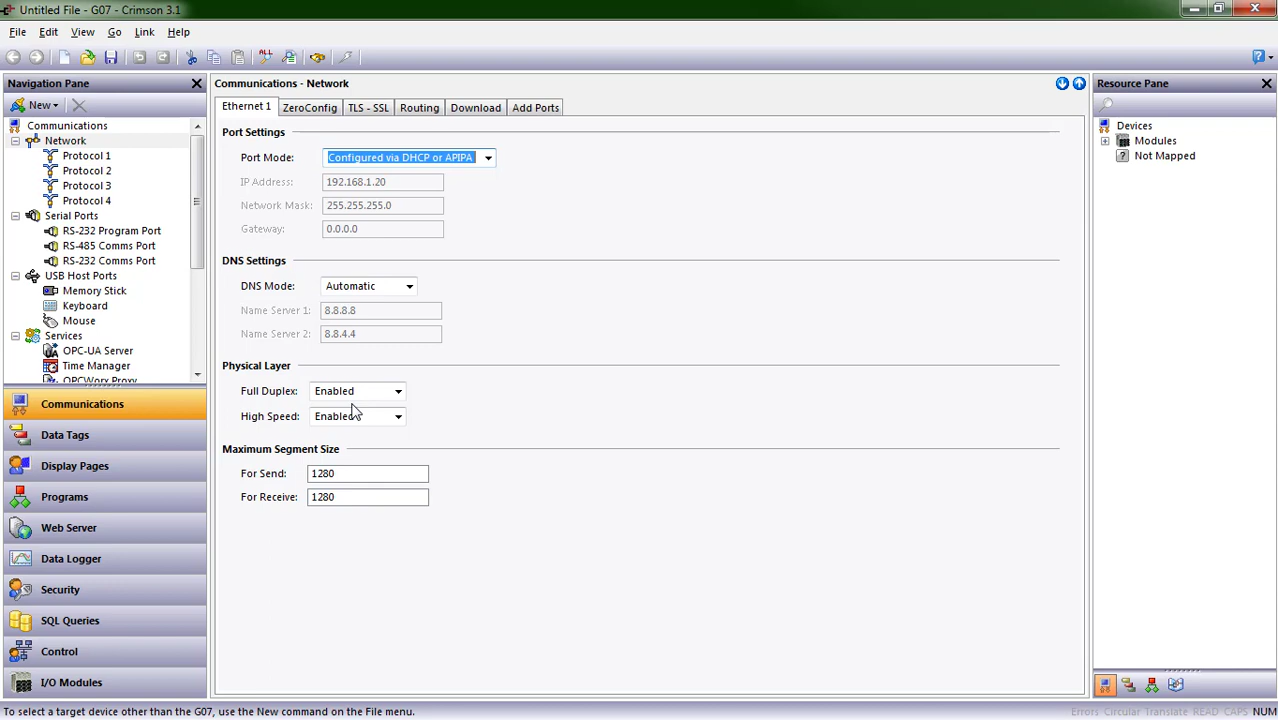 Untitled File - G07 - Crimson 3.1
File Edit View Go Link Help
Navigation Pane
New
Communications
Network
Protocol 1
Protocol 2
Protocol 3
Protocol 4
Serial Ports
RS-232 Program Port
RS-485 Comms Port
RS-232 Comms Port
USB Host Ports
Memory Stick
Keyboard
Mouse
Services
OPC-UA Server
Time Manager
OPCWorx Proxy
Communications
Data Tags
Display Pages
Programs
Web Server
Data Logger
Security
SQL Queries
Control
I/O Modules
Communications - Network
Ethernet 1 ZeroConfig TLS - SSL Routing Download Add Ports
Port Settings
Port Mode: Configured via DHCP or APIPA
IP Address: 192.168.1.20
Network Mask: 255.255.255.0
Gateway: 0.0.0.0
DNS Settings
DNS Mode: Automatic
Name Server 1: 8.8.8.8
Name Server 2: 8.8.4.4
Physical Layer
Full Duplex: Enabled
High Speed: Enabled
Maximum Segment Size
For Send: 1280
For Receive: 1280
Resource Pane
Devices
Modules
Not Mapped
To select a target device other than the G07, use the New command on the File menu.
Errors Circular Translate READ CAPS NUM